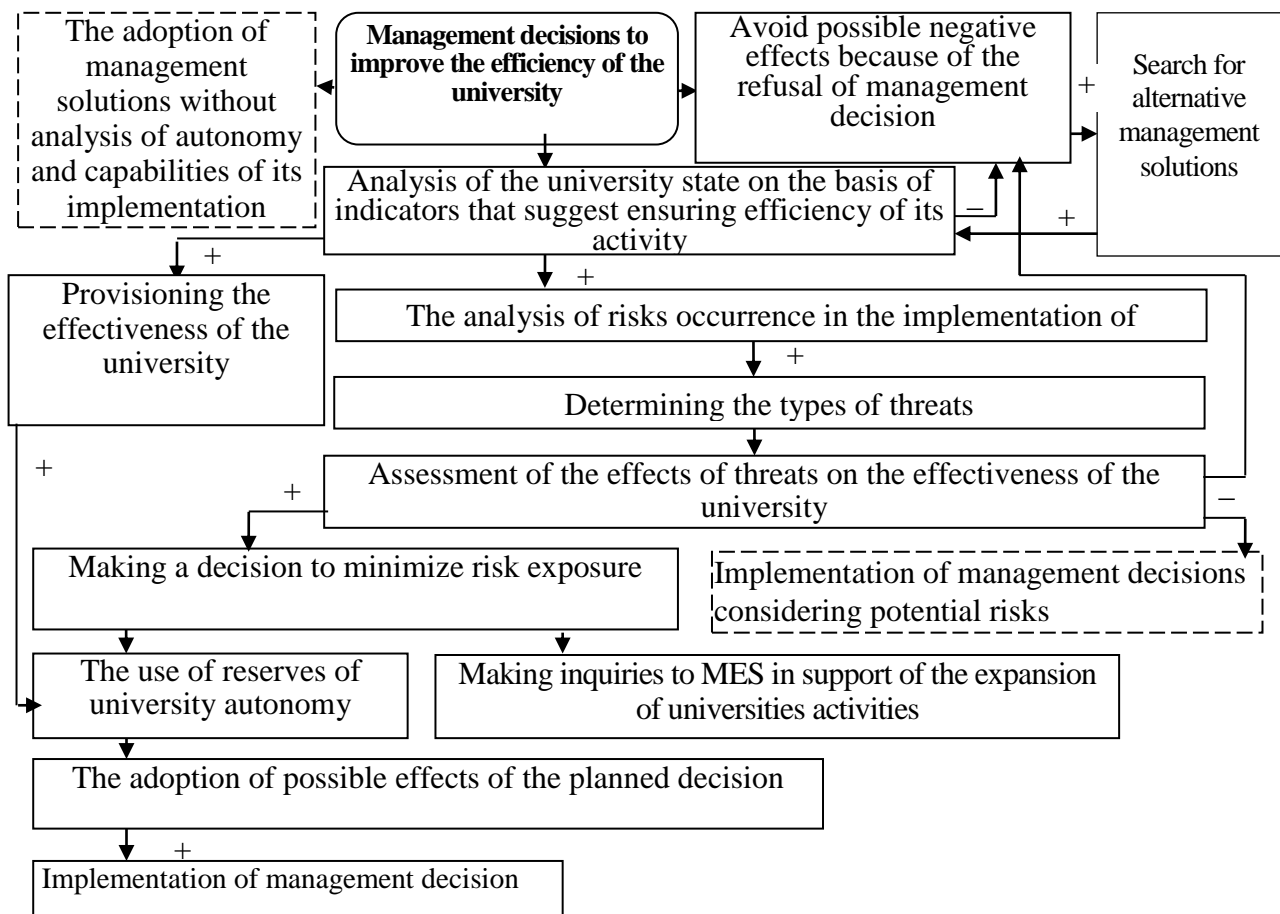 The adoption of
management
solutions without
analysis of autonomy
and capabilities of its
implementation
Management decisions to
improve the efficiency of the
university
Avoid possible negative
effects because of the
refusal of management
decision
+
Search for
alternative
management
solutions
Analysis of the university state on the basis of
indicators that suggest ensuring efficiency of its
activity
–
+
+
+
Provisioning the
effectiveness of the
university
The analysis of risks occurrence in the implementation of
+
Determining the types of threats
+
Assessment of the effects of threats on the effectiveness of the
university
+
–
Making a decision to minimize risk exposure
Implementation of management decisions
considering potential risks
The use of reserves of
university autonomy
Making inquiries to MES in support of the expansion
of universities activities
The adoption of possible effects of the planned decision
+
Implementation of management decision